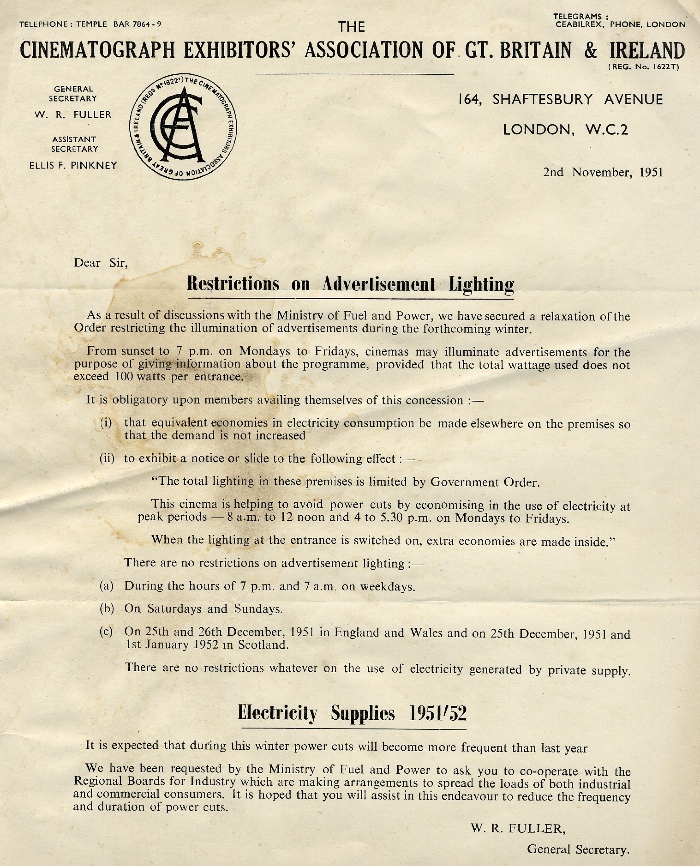 TELEPHONE : TEMPLE BAR 7864-9
THE
TELEGRAMS :
CEABILREX, PHONE, LONDON
CINEMATOGRAPH EXHIBITORS' ASSOCIATION OF GT. BRITAIN & IRELAND
(REG. No. 1622T)
GENERAL
SECRETARY
W. R. FULLER
ASSISTANT
SECRETARY
ELLIS F. PINKNEY
THE CINEMATOGRAPH EXHIBITORS ASSOCIATION OF GREAT BRITAIN & IRELAND (REGD Nº 1622T)
CEA
164, SHAFTESBURY AVENUE
LONDON, W.C.2
2nd November, 1951
Dear Sir,
Restrictions on Advertisement Lighting
As a result of discussions with the Ministry of Fuel and Power, we have secured a relaxation of the
Order restricting the illumination of advertisements during the forthcoming winter.
From sunset to 7 p.m. on Mondays to Fridays, cinemas may illuminate advertisements for the
purpose of giving information about the programme, provided that the total wattage used does not
exceed 100 watts per entrance.
It is obligatory upon members availing themselves of this concession :—
(i) that equivalent economies in electricity consumption be made elsewhere on the premises so
that the demand is not increased
(ii) to exhibit a notice or slide to the following effect :—
"The total lighting in these premises is limited by Government Order.
This cinema is helping to avoid power cuts by economising in the use of electricity at
peak periods — 8 a.m. to 12 noon and 4 to 5.30 p.m. on Mondays to Fridays.
When the lighting at the entrance is switched on, extra economies are made inside."
There are no restrictions on advertisement lighting :—
(a) During the hours of 7 p.m. and 7 a.m. on weekdays.
(b) On Saturdays and Sundays.
(c) On 25th and 26th December, 1951 in England and Wales and on 25th December, 1951 and
1st January 1952 in Scotland.
There are no restrictions whatever on the use of electricity generated by private supply.
Electricity Supplies 1951/52
It is expected that during this winter power cuts will become more frequent than last year
We have been requested by the Ministry of Fuel and Power to ask you to co-operate with the
Regional Boards for Industry which are making arrangements to spread the loads of both industrial
and commercial consumers. It is hoped that you will assist in this endeavour to reduce the frequency
and duration of power cuts.
W. R. FULLER,
General Secretary.